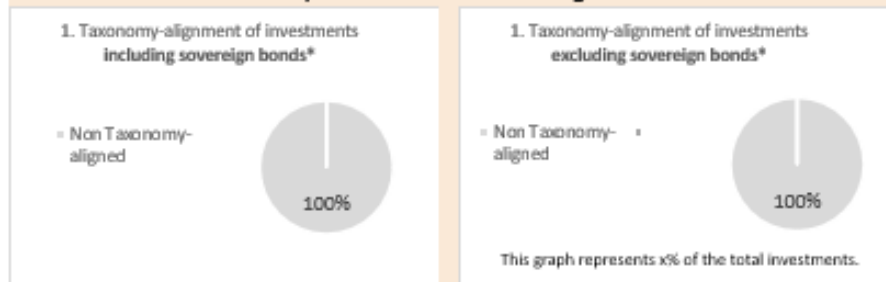 1. Taxonomy-alignment of investments
including sovereign bonds*
Non Taxonomy-
aligned
100%
1. Taxonomy-alignment of investments
excluding sovereign bonds*
Non Taxonomy-
aligned
100%
This graph represents x% of the total investments.